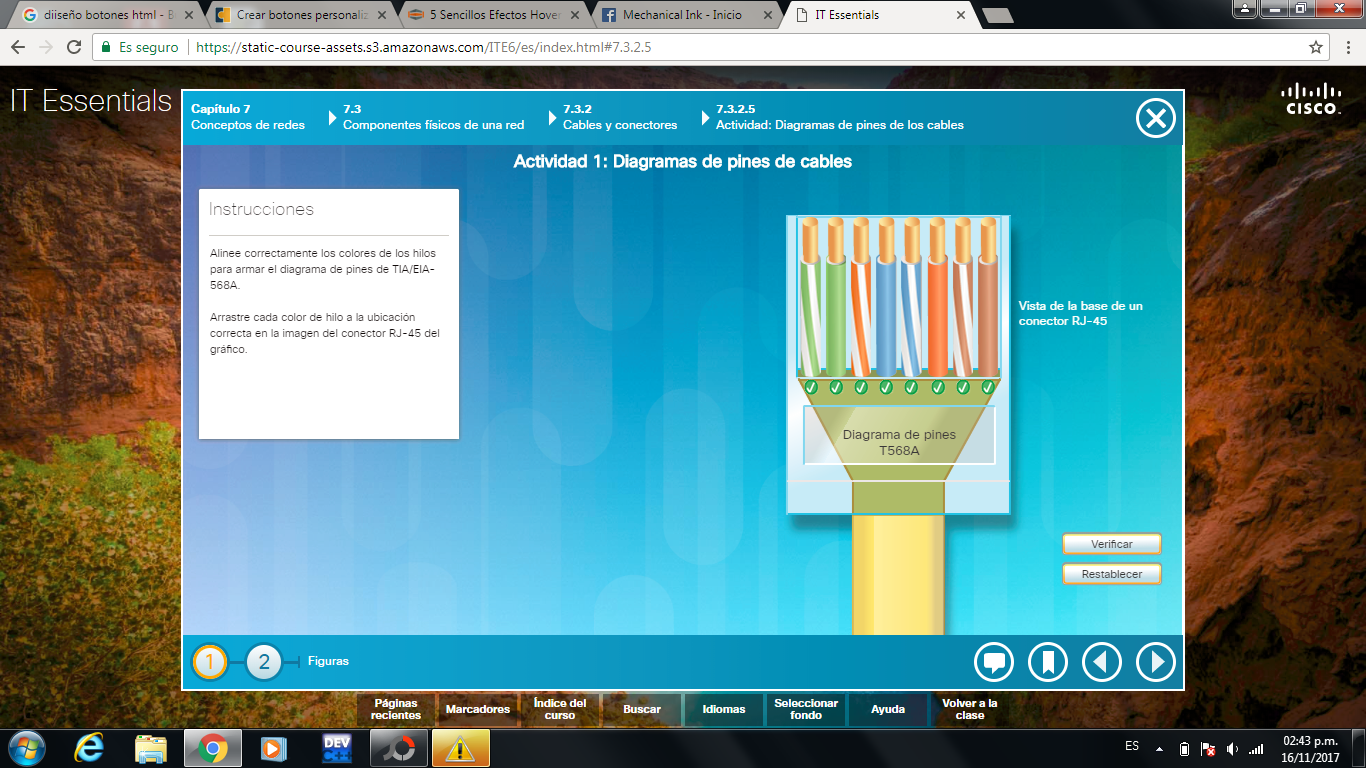 diiseño botones html - B
Crear botones personaliz
5 Sencillos Efectos Hover
Mechanical Ink - Inicio
IT Essentials
Es seguro
https://static-course-assets.s3.amazonaws.com/ITE6/es/index.html#7.3.2.5
IT Essentials
CISCO
Capítulo 7
Conceptos de redes
7.3
Componentes físicos de una red
7.3.2
Cables y conectores
7.3.2.5
Actividad: Diagramas de pines de los cables
Actividad 1: Diagramas de pines de cables
Instrucciones
Alinee correctamente los colores de los hilos
para armar el diagrama de pines de TIA/EIA-
568A.
Arrastre cada color de hilo a la ubicación
correcta en la imagen del conector RJ-45 del
gráfico.
Vista de la base de un
conector RJ-45
Diagrama de pines
T568A
Verificar
Restablecer
1
2
Figuras
Páginas
recientes
Marcadores
Índice del
curso
Buscar
Idiomas
Seleccionar
fondo
Ayuda
Volver a la
clase
DEV
C++
ES
02:43 p.m.
16/11/2017